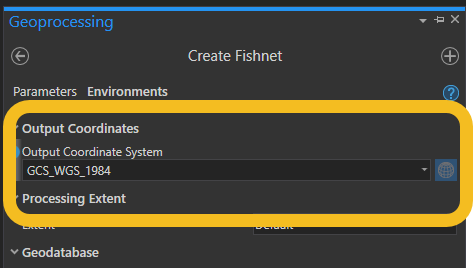 Geoprocessing
Create Fishnet
Parameters Environments
Output Coordinates
Output Coordinate System
GCS_WGS_1984
Processing Extent
Extent Default
Geodatabase